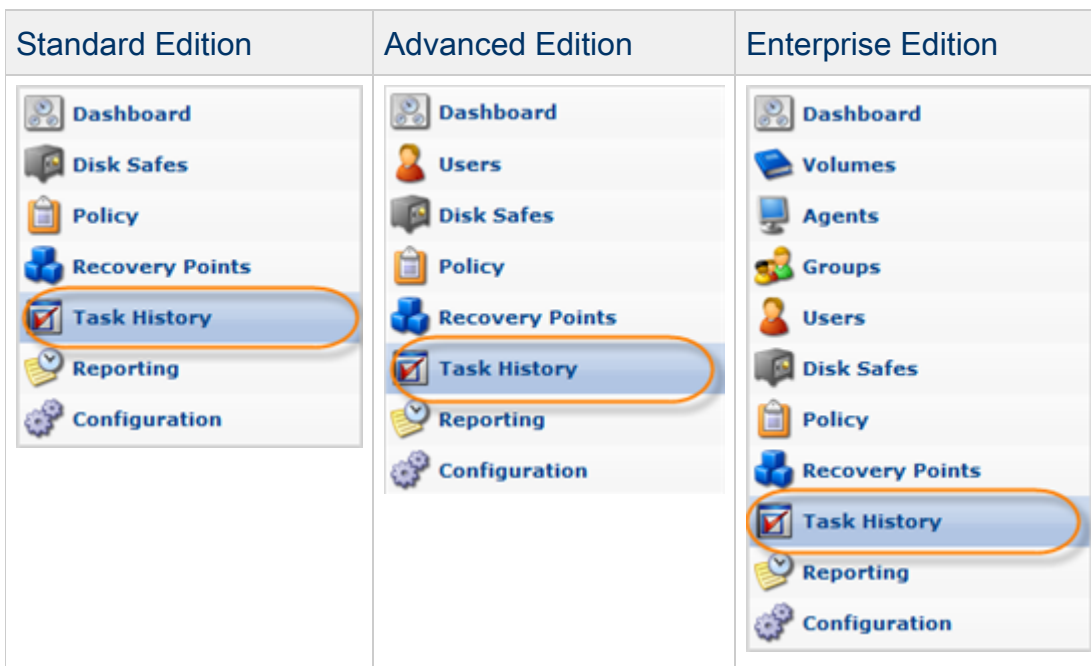 Standard Edition
Advanced Edition
Enterprise Edition
Dashboard
Disk Safes
Policy
Recovery Points
Task History
Reporting
Configuration
Dashboard
Users
Disk Safes
Policy
Recovery Points
Task History
Reporting
Configuration
Dashboard
Volumes
Agents
Groups
Users
Disk Safes
Policy
Recovery Points
Task History
Reporting
Configuration